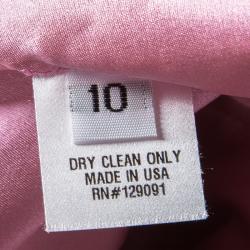 10
DRY CLEAN ONLY
MADE IN USA
RN#129091